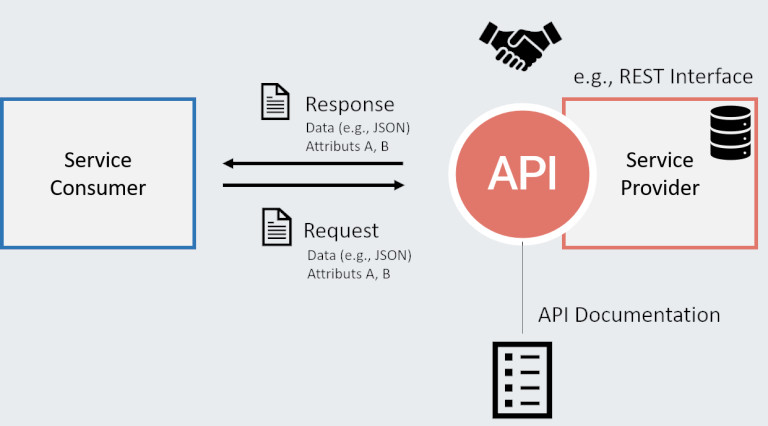 e.g., REST Interface
Response
Data (e.g., JSON)
Attributs A, B
Service
Consumer
API
Service
Provider
Request
Data (e.g., JSON)
Attributs A, B
API Documentation